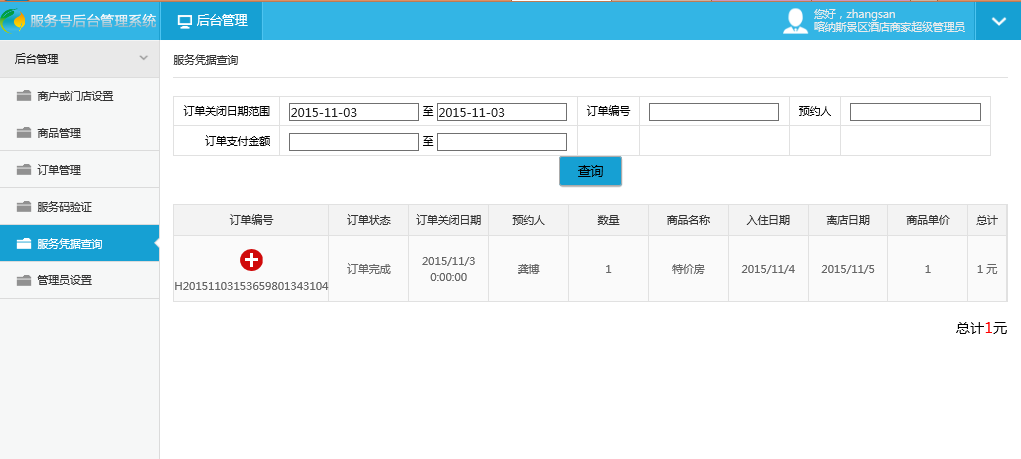 服务号后台管理系统
后台管理
您好，zhangsan
喀纳斯景区酒店商家超级管理员
后台管理
商户或门店设置
商品管理
订单管理
服务码验证
服务凭据查询
管理员设置
服务凭据查询
订单关闭日期范围 2015-11-03 至 2015-11-03 订单编号 预约人
订单支付金额 至
查询
订单编号 订单状态 订单关闭日期 预约人 数量 商品名称 入住日期 离店日期 商品单价 总计
H20151103153659801343104 订单完成 2015/11/3 0:00:00 龚博 1 特价房 2015/11/4 2015/11/5 1 1 元
总计1元